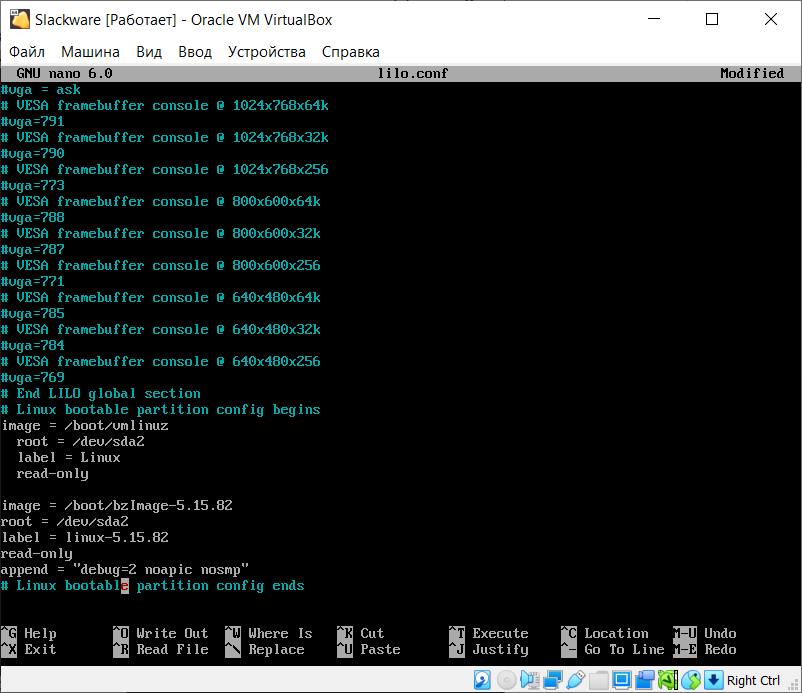 Slackware [Работает] - Oracle VM VirtualBox
Файл Машина Вид Ввод Устройства Справка
GNU nano 6.0 lilo.conf Modified
#vga = ask
# VESA framebuffer console @ 1024x768x64k
#vga=791
# VESA framebuffer console @ 1024x768x32k
#vga=790
# VESA framebuffer console @ 1024x768x256
#vga=773
# VESA framebuffer console @ 800x600x64k
#vga=788
# VESA framebuffer console @ 800x600x32k
#vga=787
# VESA framebuffer console @ 800x600x256
#vga=771
# VESA framebuffer console @ 640x480x64k
#vga=785
# VESA framebuffer console @ 640x480x32k
#vga=784
# VESA framebuffer console @ 640x480x256
#vga=769
# End LILO global section
# Linux bootable partition config begins
image = /boot/vmlinuz
root = /dev/sda2
label = Linux
read-only
image = /boot/bzImage-5.15.82
root = /dev/sda2
label = linux-5.15.82
read-only
append = "debug=2 noapic nosmp"
# Linux bootable partition config ends
^G Help ^O Write Out ^W Where Is ^K Cut ^T Execute ^C Location M-U Undo
^X Exit ^R Read File ^\ Replace ^U Paste ^J Justify ^- Go To Line M-E Redo
Right Ctrl